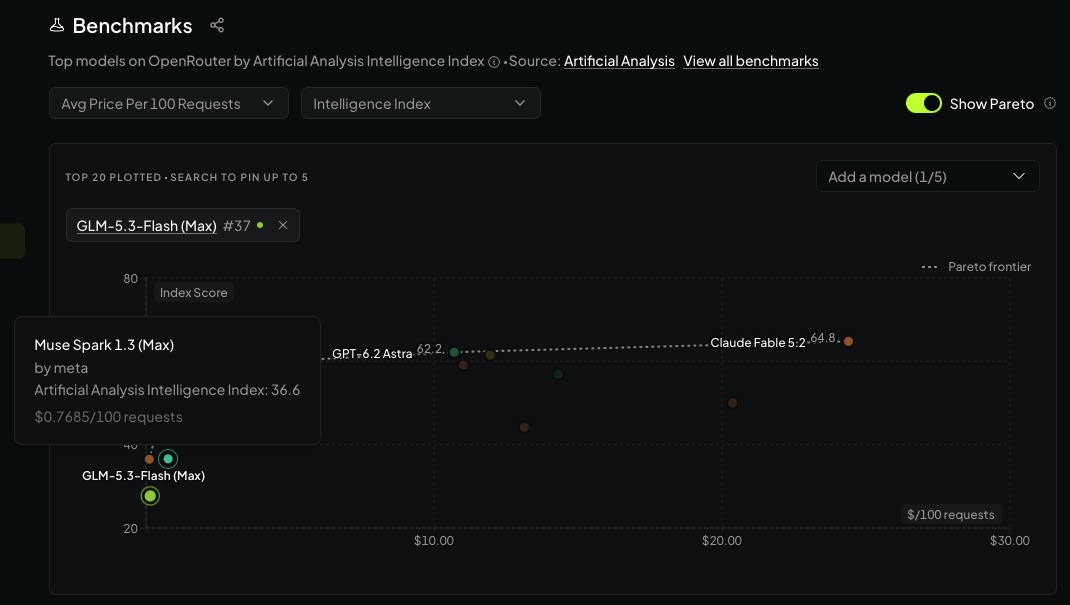 Benchmarks
Top models on OpenRouter by Artificial Analysis Intelligence Index • Source: Artificial Analysis View all benchmarks
Avg Price Per 100 Requests
Intelligence Index
Show Pareto
TOP 20 PLOTTED • SEARCH TO PIN UP TO 5
Add a model (1/5)
GLM-5.3-Flash (Max) #37
Pareto frontier
80
Index Score
Muse Spark 1.3 (Max)
by meta
Artificial Analysis Intelligence Index: 36.6
$0.7685/100 requests
GPT-6.2 Astra 62.2
Claude Fable 5:2 64.8
40
GLM-5.3-Flash (Max)
20
$/100 requests
$10.00
$20.00
$30.00